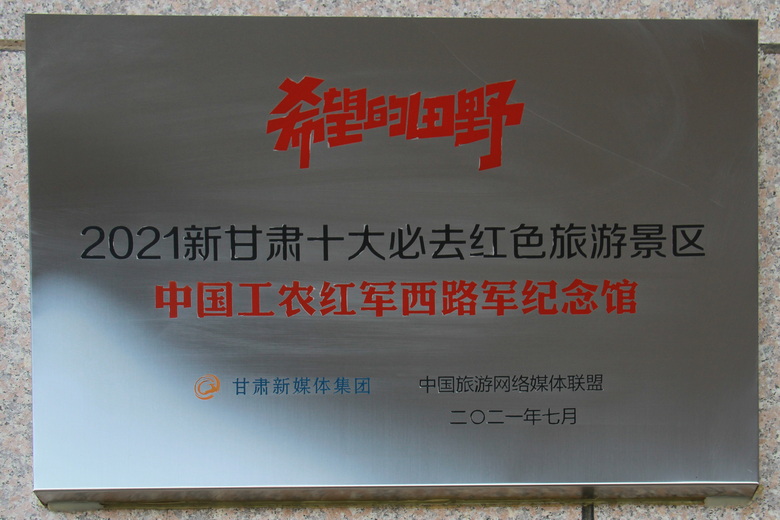 希望的田野
2021新甘肃十大必去红色旅游景区
中国工农红军西路军纪念馆
甘肃新媒体集团 中国旅游网络媒体联盟
二〇二一年七月